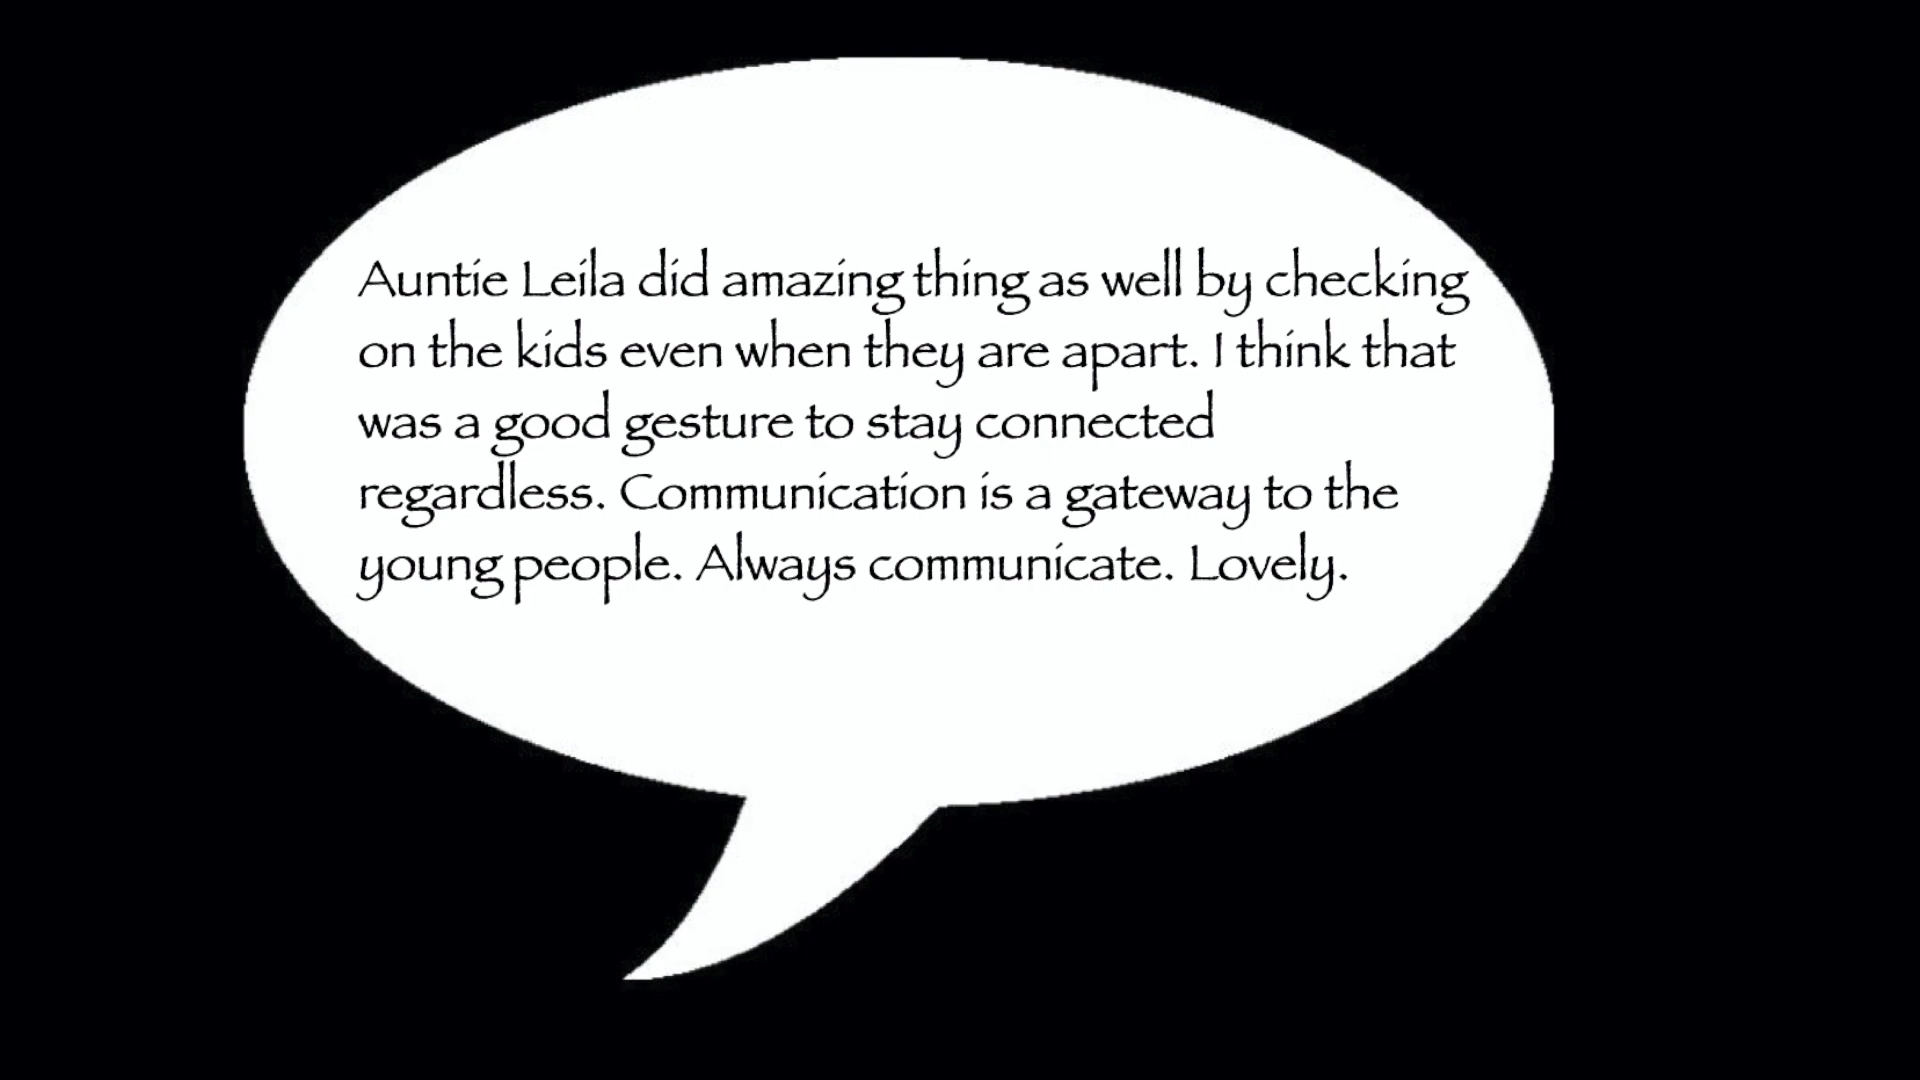 Auntie Leila did amazing thing as well by checking
on the kids even when they are apart. I think that
was a good gesture to stay connected
regardless. Communication is a gateway to the
young people. Always communicate. Lovely.